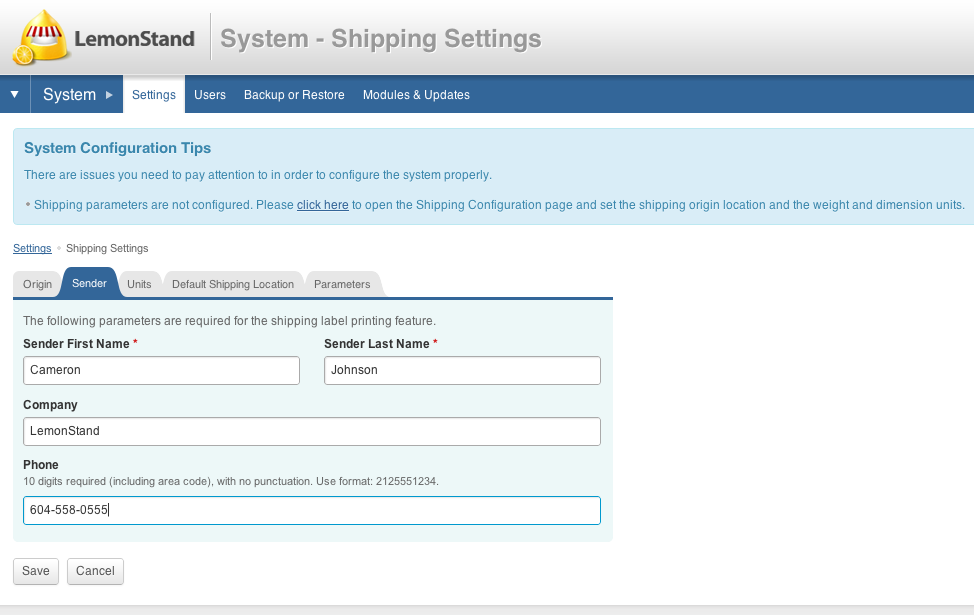 LemonStand
System - Shipping Settings
System
Settings
Users
Backup or Restore
Modules & Updates
System Configuration Tips
There are issues you need to pay attention to in order to configure the system properly.
• Shipping parameters are not configured. Please click here to open the Shipping Configuration page and set the shipping origin location and the weight and dimension units.
Settings • Shipping Settings
Origin
Sender
Units
Default Shipping Location
Parameters
The following parameters are required for the shipping label printing feature.
Sender First Name *
Sender Last Name *
Cameron
Johnson
Company
LemonStand
Phone
10 digits required (including area code), with no punctuation. Use format: 2125551234.
604-558-0555
Save
Cancel